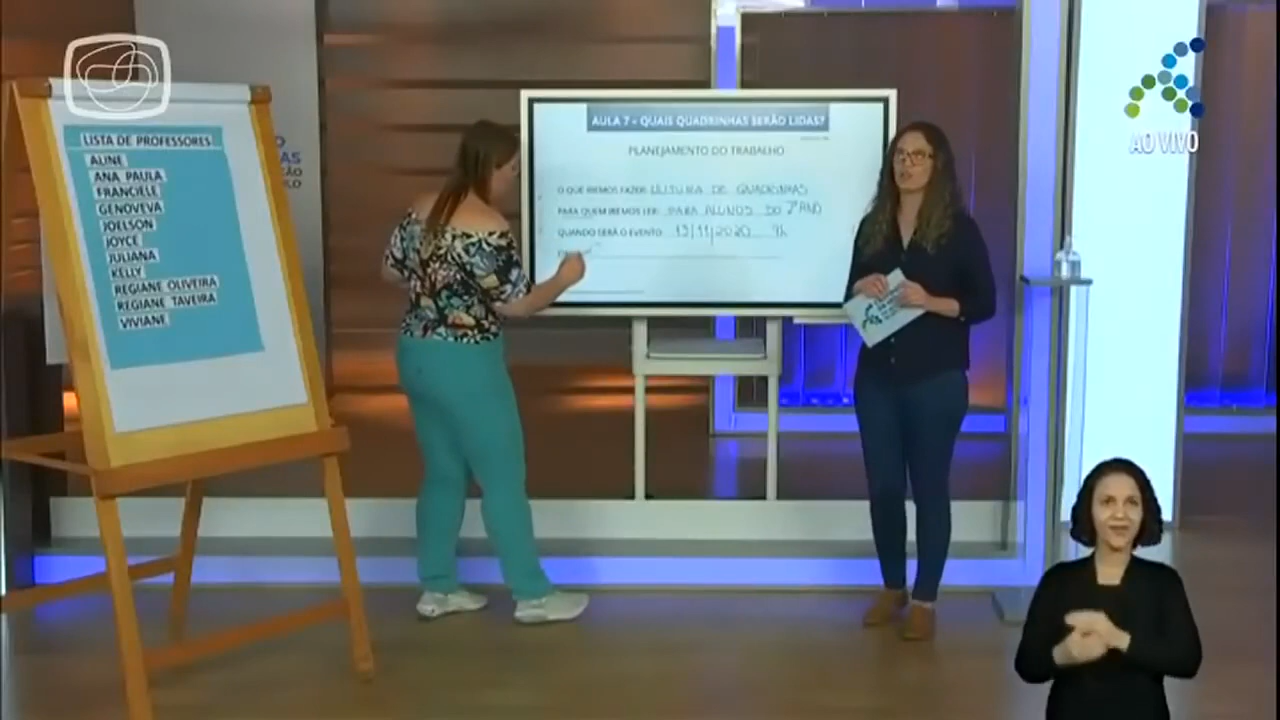 LISTA DE PROFESSORES
ALINE
ANA PAULA
FRANCIELE
GENOVEVA
JOELSON
JOYCE
JULIANA
KELLY
REGIANE OLIVEIRA
REGIANE TAVEIRA
VIVIANE
AULA 7 - QUAIS QUADRINHAS SERÃO LIDAS?
PLANEJAMENTO DO TRABALHO
O QUE IREMOS FAZER: LEITURA DE QUADRINHAS
PARA QUEM IREMOS LER: PARA ALUNOS DO 2º ANO
QUANDO SERÁ O EVENTO: 13/11/2020 9h
AO VIVO